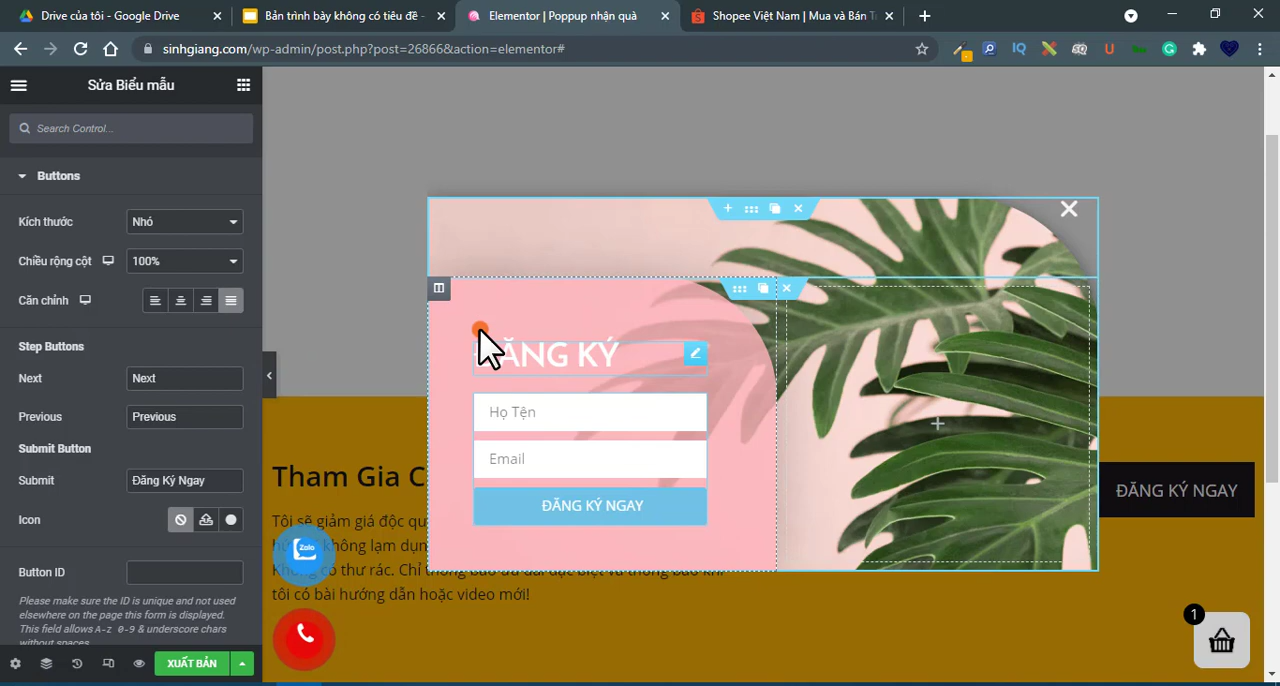 Drive của tôi - Google Drive
Bản trình bày không có tiêu đề -
Elementor | Poppup nhận quà
Shopee Việt Nam | Mua và Bán T
sinhgiang.com/wp-admin/post.php?post=26866&action=elementor#
IQ
SQ
U
Sửa Biểu mẫu
Search Control...
Buttons
Kích thước
Nhỏ
Chiều rộng cột
100%
Căn chỉnh
Step Buttons
Next
Next
Previous
Previous
Submit Button
Submit
Đăng Ký Ngay
Icon
Button ID
Please make sure the ID is unique and not used
elsewhere on the page this form is displayed.
This field allows A-z 0-9 & underscore chars
without spaces.
XUẤT BẢN
ĐĂNG KÝ
Họ Tên
Email
ĐĂNG KÝ NGAY
Tham Gia C
Tôi sẽ giảm giá độc qu
không lạm dụn
Không có thư rác. Chỉ
tôi có bài hướng dẫn hoặc video mới!
ĐĂNG KÝ NGAY
Zalo
1